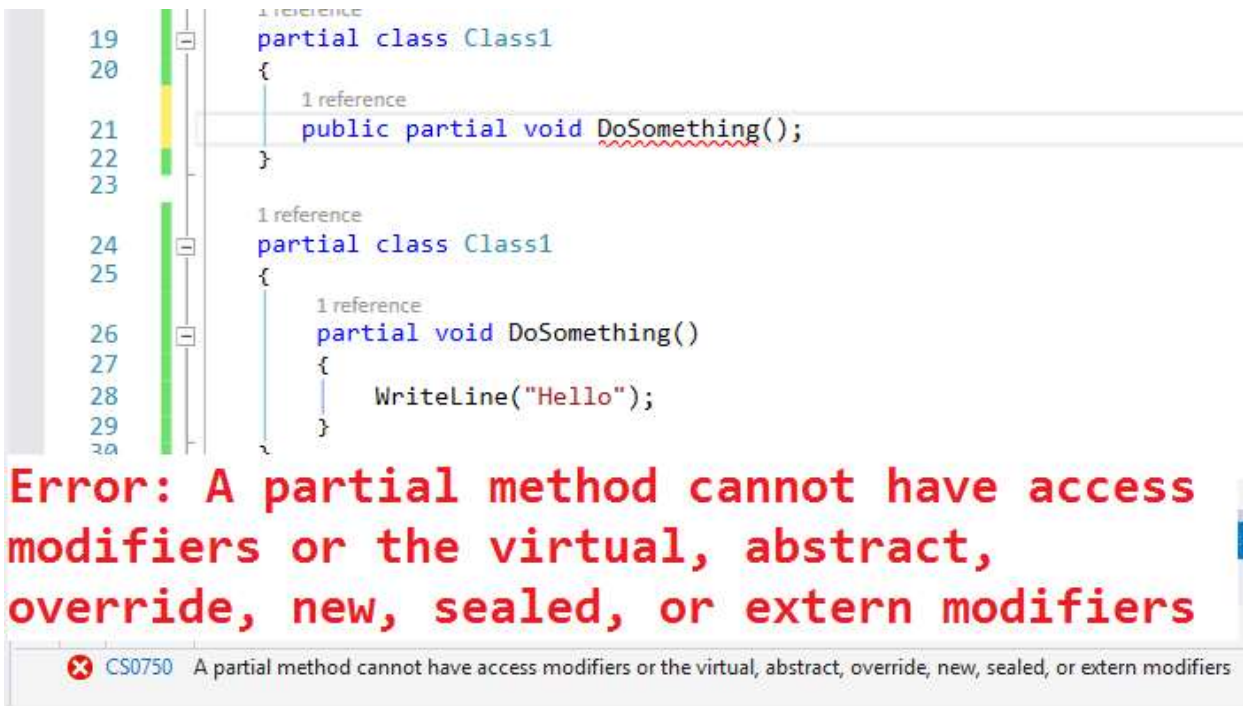 1 reference
19 partial class Class1
20 {
1 reference
21 public partial void DoSomething();
22 }
23
1 reference
24 partial class Class1
25 {
1 reference
26 partial void DoSomething()
27 {
28 WriteLine("Hello");
29 }
30 }
Error: A partial method cannot have access
modifiers or the virtual, abstract,
override, new, sealed, or extern modifiers
CS0750 A partial method cannot have access modifiers or the virtual, abstract, override, new, sealed, or extern modifiers